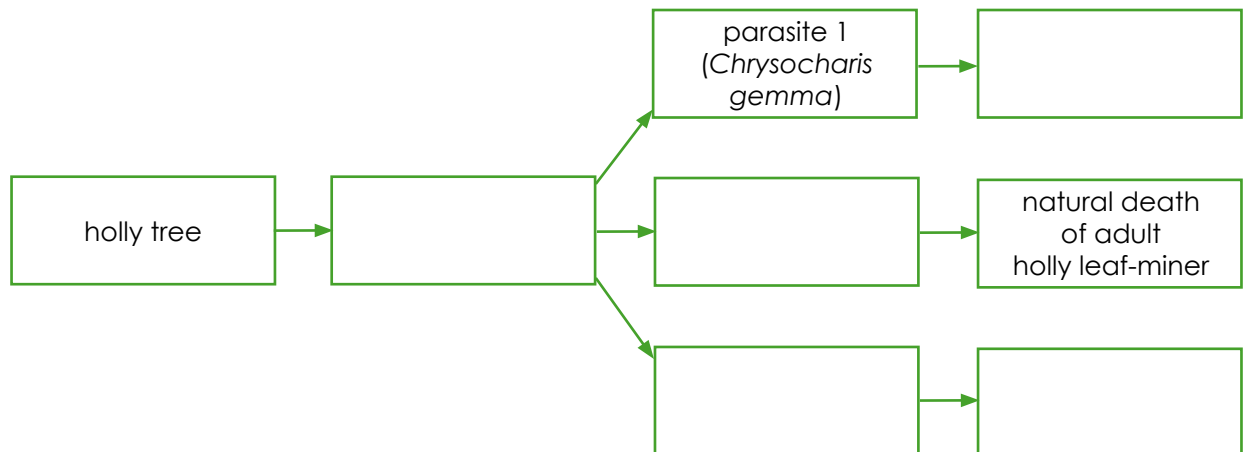 parasite 1
(Chrysocharis
gemma)
holly tree
natural death
of adult
holly leaf-miner